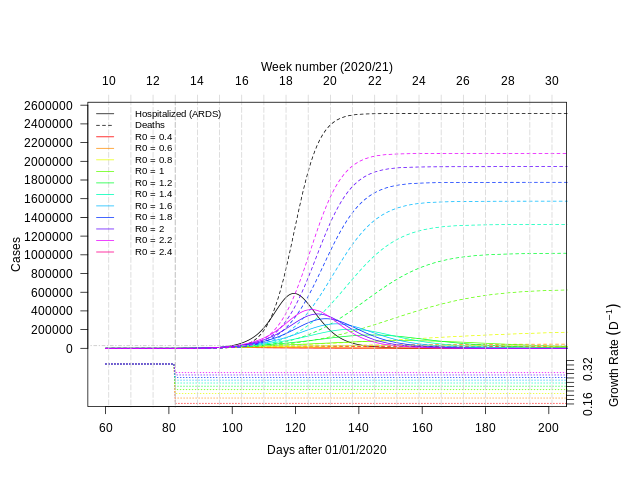 Week number (2020/21)
10 12 14 16 18 20 22 24 26 28 30
2600000
2400000
2200000
2000000
1800000
1600000
1400000
1200000
1000000
800000
600000
400000
200000
0
Cases
Hospitalized (ARDS)
Deaths
R0 = 0.4
R0 = 0.6
R0 = 0.8
R0 = 1
R0 = 1.2
R0 = 1.4
R0 = 1.6
R0 = 1.8
R0 = 2
R0 = 2.2
R0 = 2.4
0.32
0.16
Growth Rate (D⁻¹)
60 80 100 120 140 160 180 200
Days after 01/01/2020